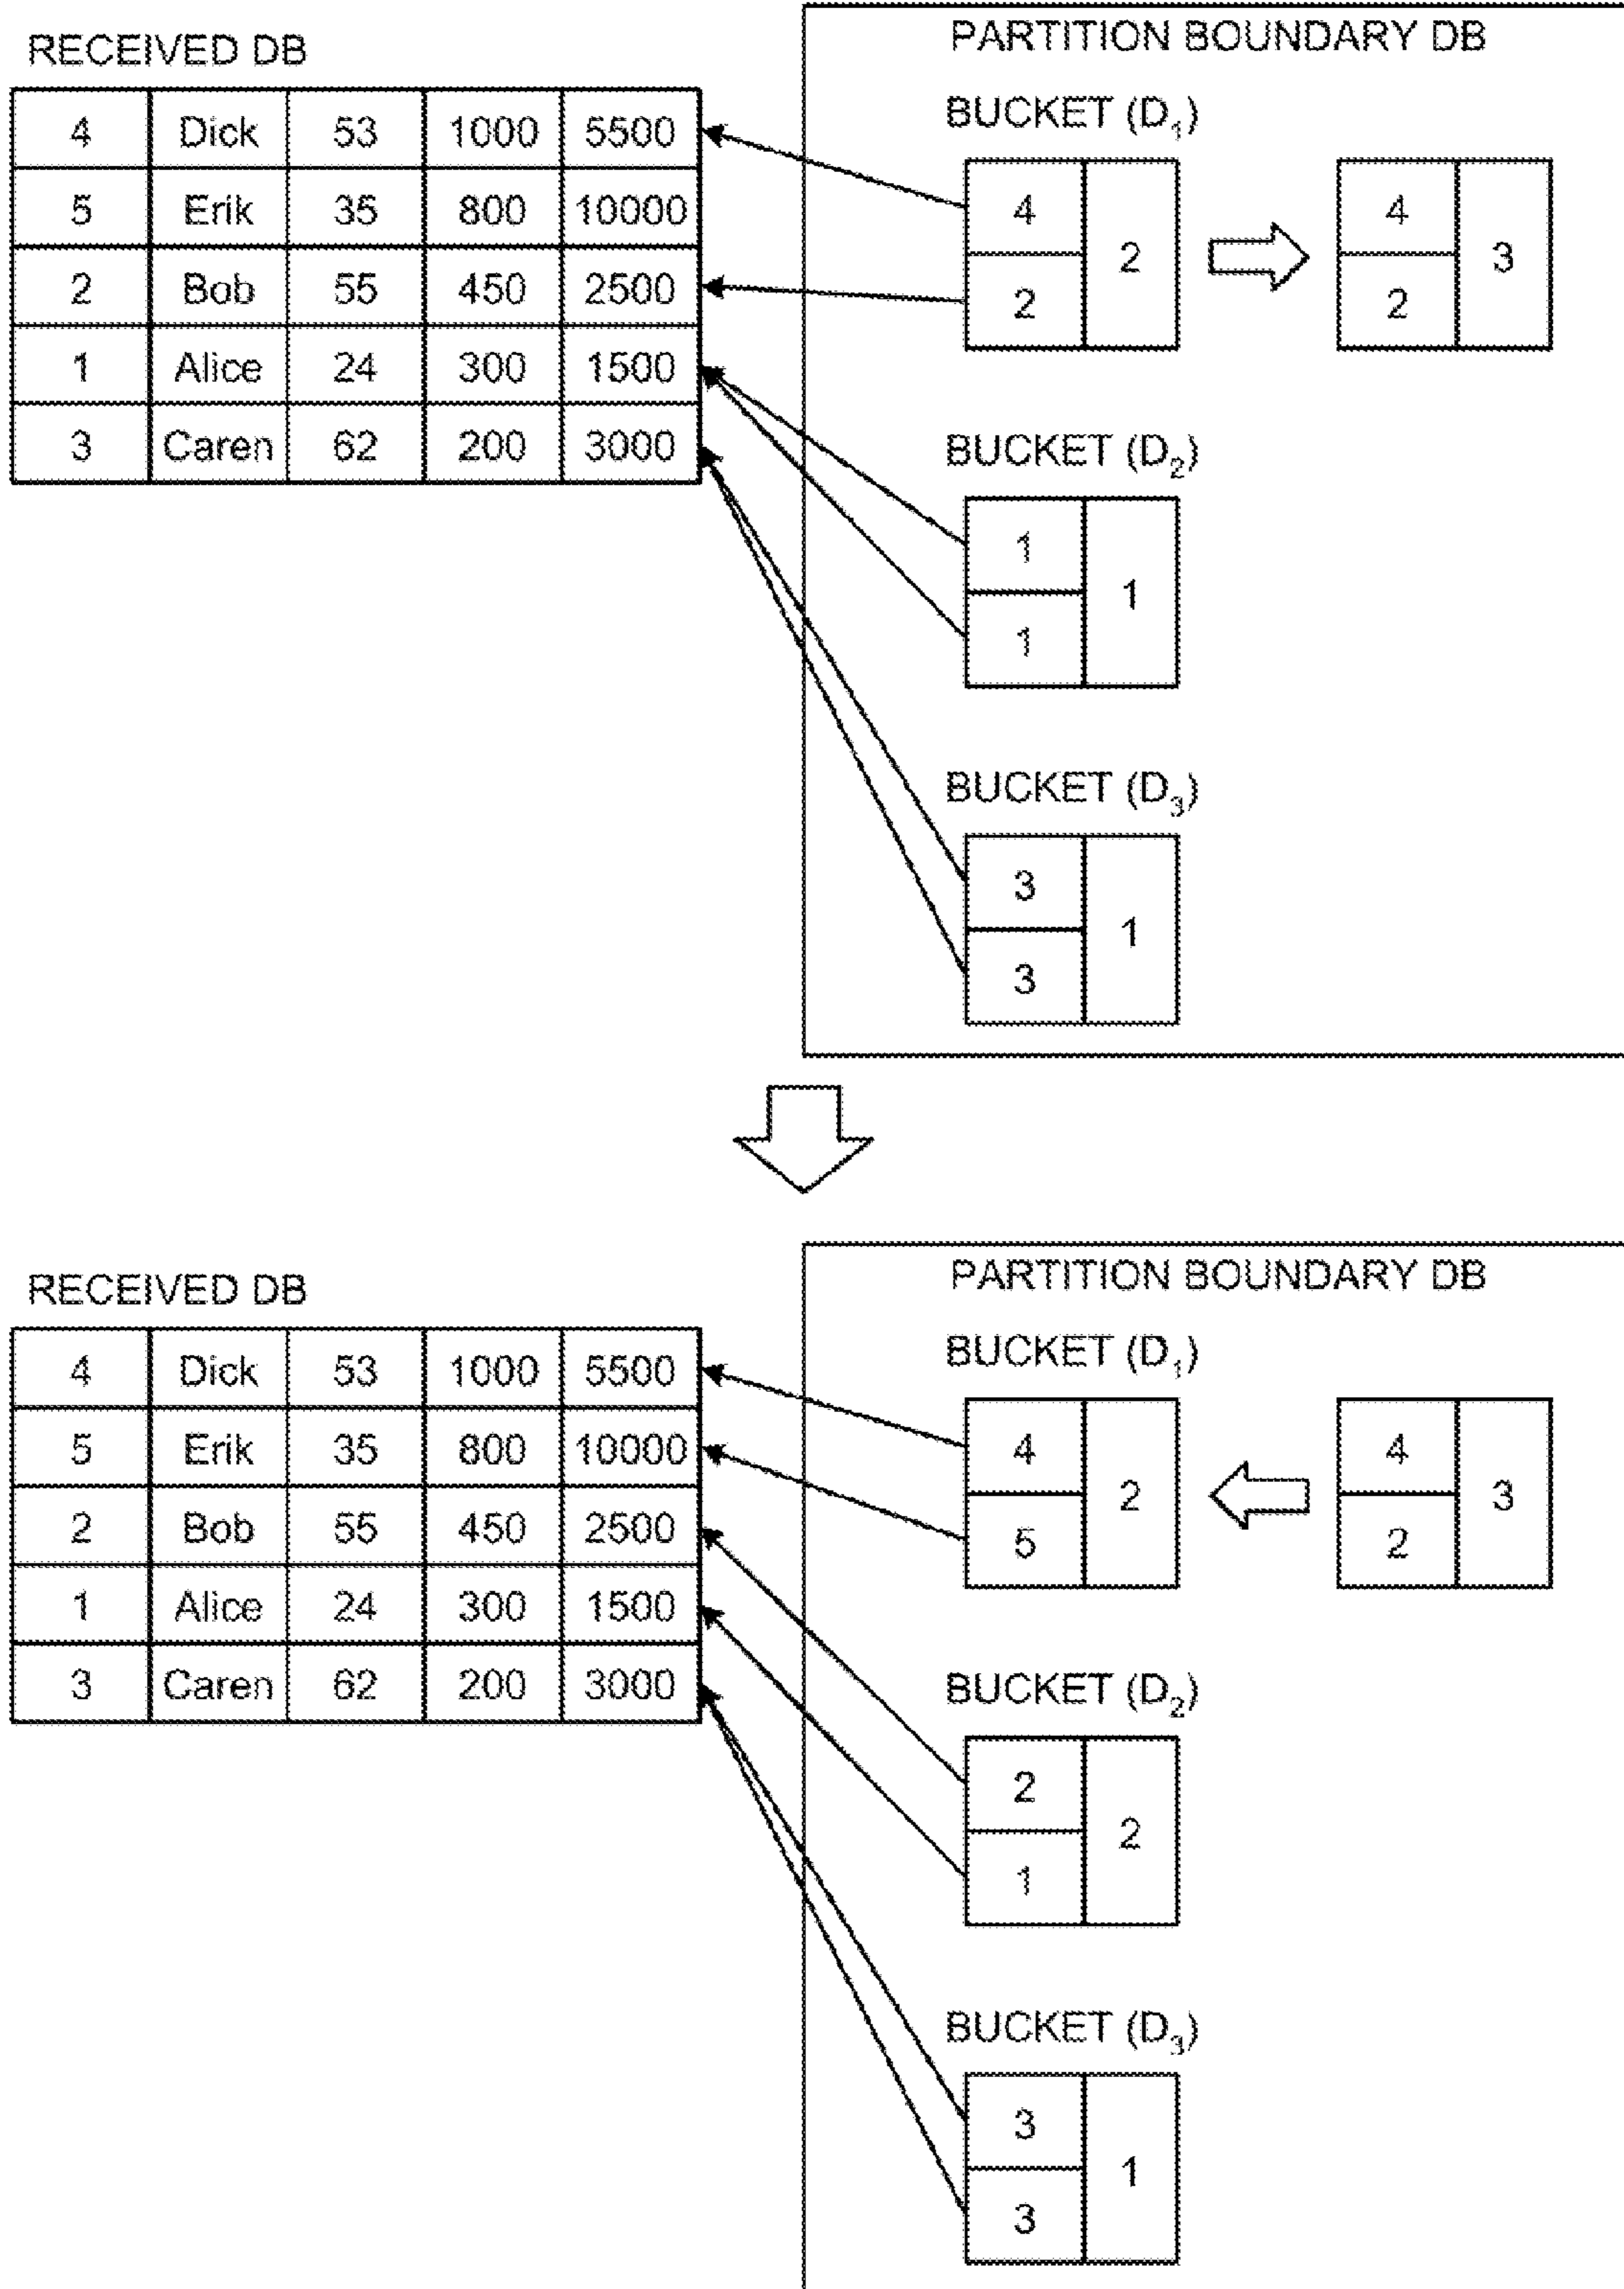 RECEIVED DB
4 Dick 53 1000 5500
5 Erik 35 800 10000
2 Bob 55 450 2500
1 Alice 24 300 1500
3 Caren 62 200 3000
PARTITION BOUNDARY DB
BUCKET (D₁)
4 2
2
4 3
2
BUCKET (D₂)
1 1
1
BUCKET (D₃)
3 1
3
RECEIVED DB
4 Dick 53 1000 5500
5 Erik 35 800 10000
2 Bob 55 450 2500
1 Alice 24 300 1500
3 Caren 62 200 3000
PARTITION BOUNDARY DB
BUCKET (D₁)
4 2
5
4 3
2
BUCKET (D₂)
2 2
1
BUCKET (D₃)
3 1
3